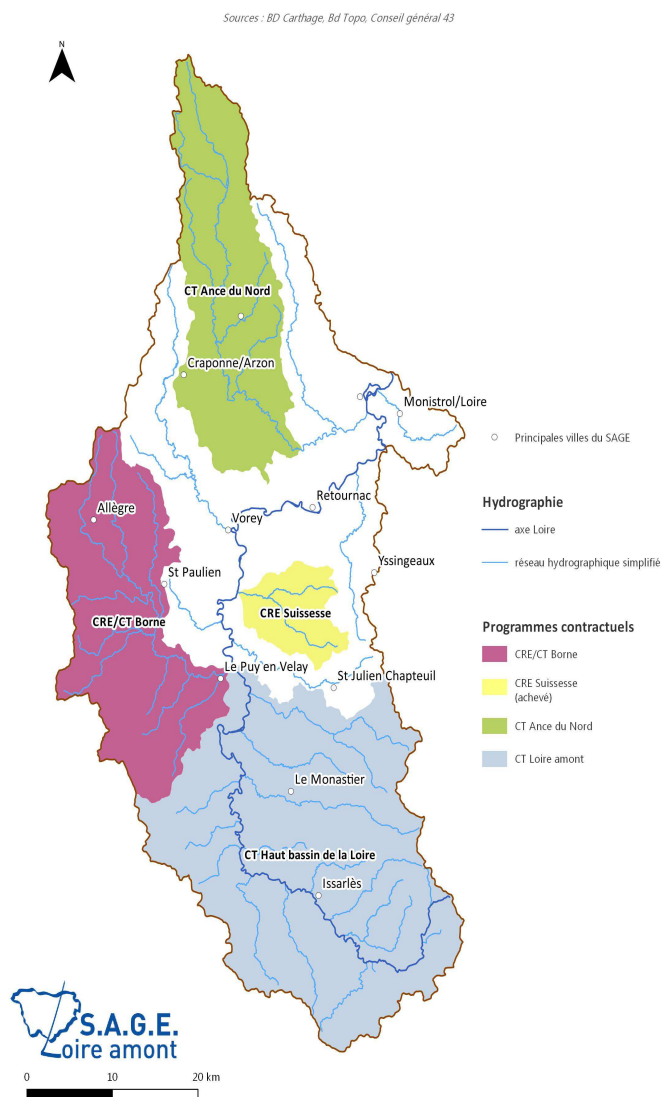 Sources : BD Carthage, Bd Topo, Conseil général 43
N
CT Ance du Nord
Craponne/Arzon
Monistrol/Loire
Principales villes du SAGE
Retournac
Hydrographie
Allègre
Vorey
axe Loire
Yssingeaux
réseau hydrographique simplifié
St Paulien
CRE Suissesse
CRE/CT Borne
Programmes contractuels
CRE/CT Borne
Le Puy en Velay
St Julien Chapteuil
CRE Suissesse
(achevé)
CT Ance du Nord
CT Loire amont
Le Monastier
CT Haut bassin de la Loire
Issarlès
S.A.G.E.
Loire amont
0 10 20 km